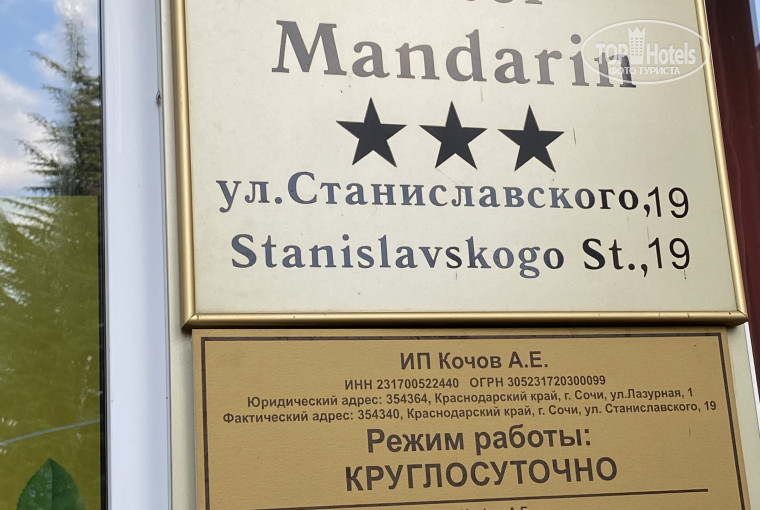 Mandarin
TOPHotels
ФОТО ТУРИСТА
ул.Станиславского,19
Stanislavskogo St.,19
ИП Кочов А.Е.
ИНН 231700522440 ОГРН 305231720300099
Юридический адрес: 354364, Краснодарский край, г. Сочи, ул.Лазурная, 1
Фактический адрес: 354340, Краснодарский край, г. Сочи, ул. Станиславского, 19
Режим работы:
КРУГЛОСУТОЧНО